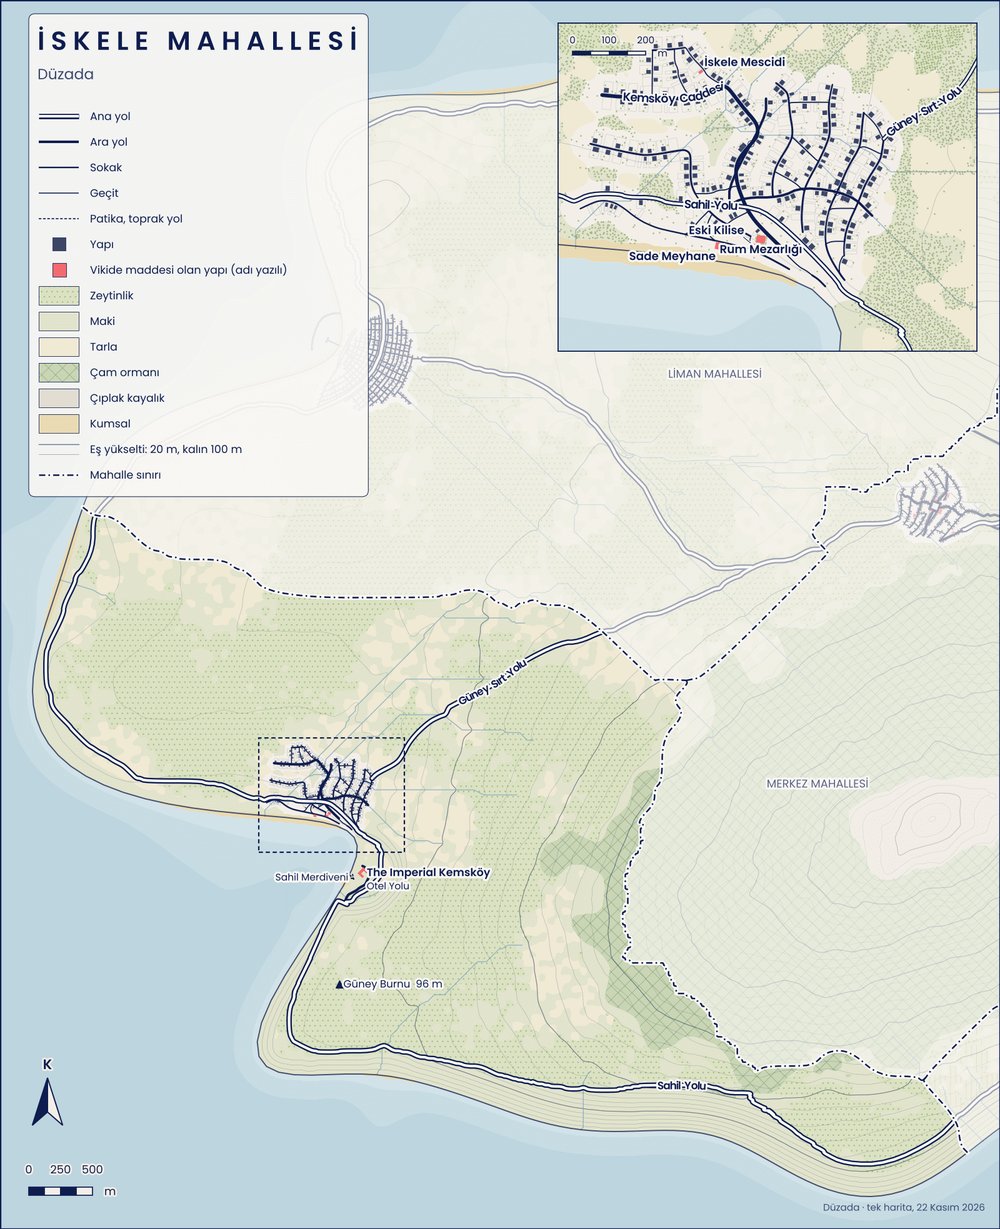 İSKELE MAHALLESİ
Düzada
Ana yol
Ara yol
Sokak
Geçit
Patika, toprak yol
Yapı
Vikide maddesi olan yapı (adı yazılı)
Zeytinlik
Maki
Tarla
Çam ormanı
Çıplak kayalık
Kumsal
Eş yükselti: 20 m, kalın 100 m
Mahalle sınırı
0 100 200 m
İskele Mescidi
Kemsköy Caddesi
Güney Sırt Yolu
Sahil Yolu
Eski Kilise
Rum Mezarlığı
Sade Meyhane
LİMAN MAHALLESİ
Güney Sırt Yolu
MERKEZ MAHALLESİ
The Imperial Kemsköy
Sahil Merdiveni
Otel Yolu
Güney Burnu 96 m
Sahil Yolu
K
0 250 500
m
Düzada · tek harita, 22 Kasım 2026